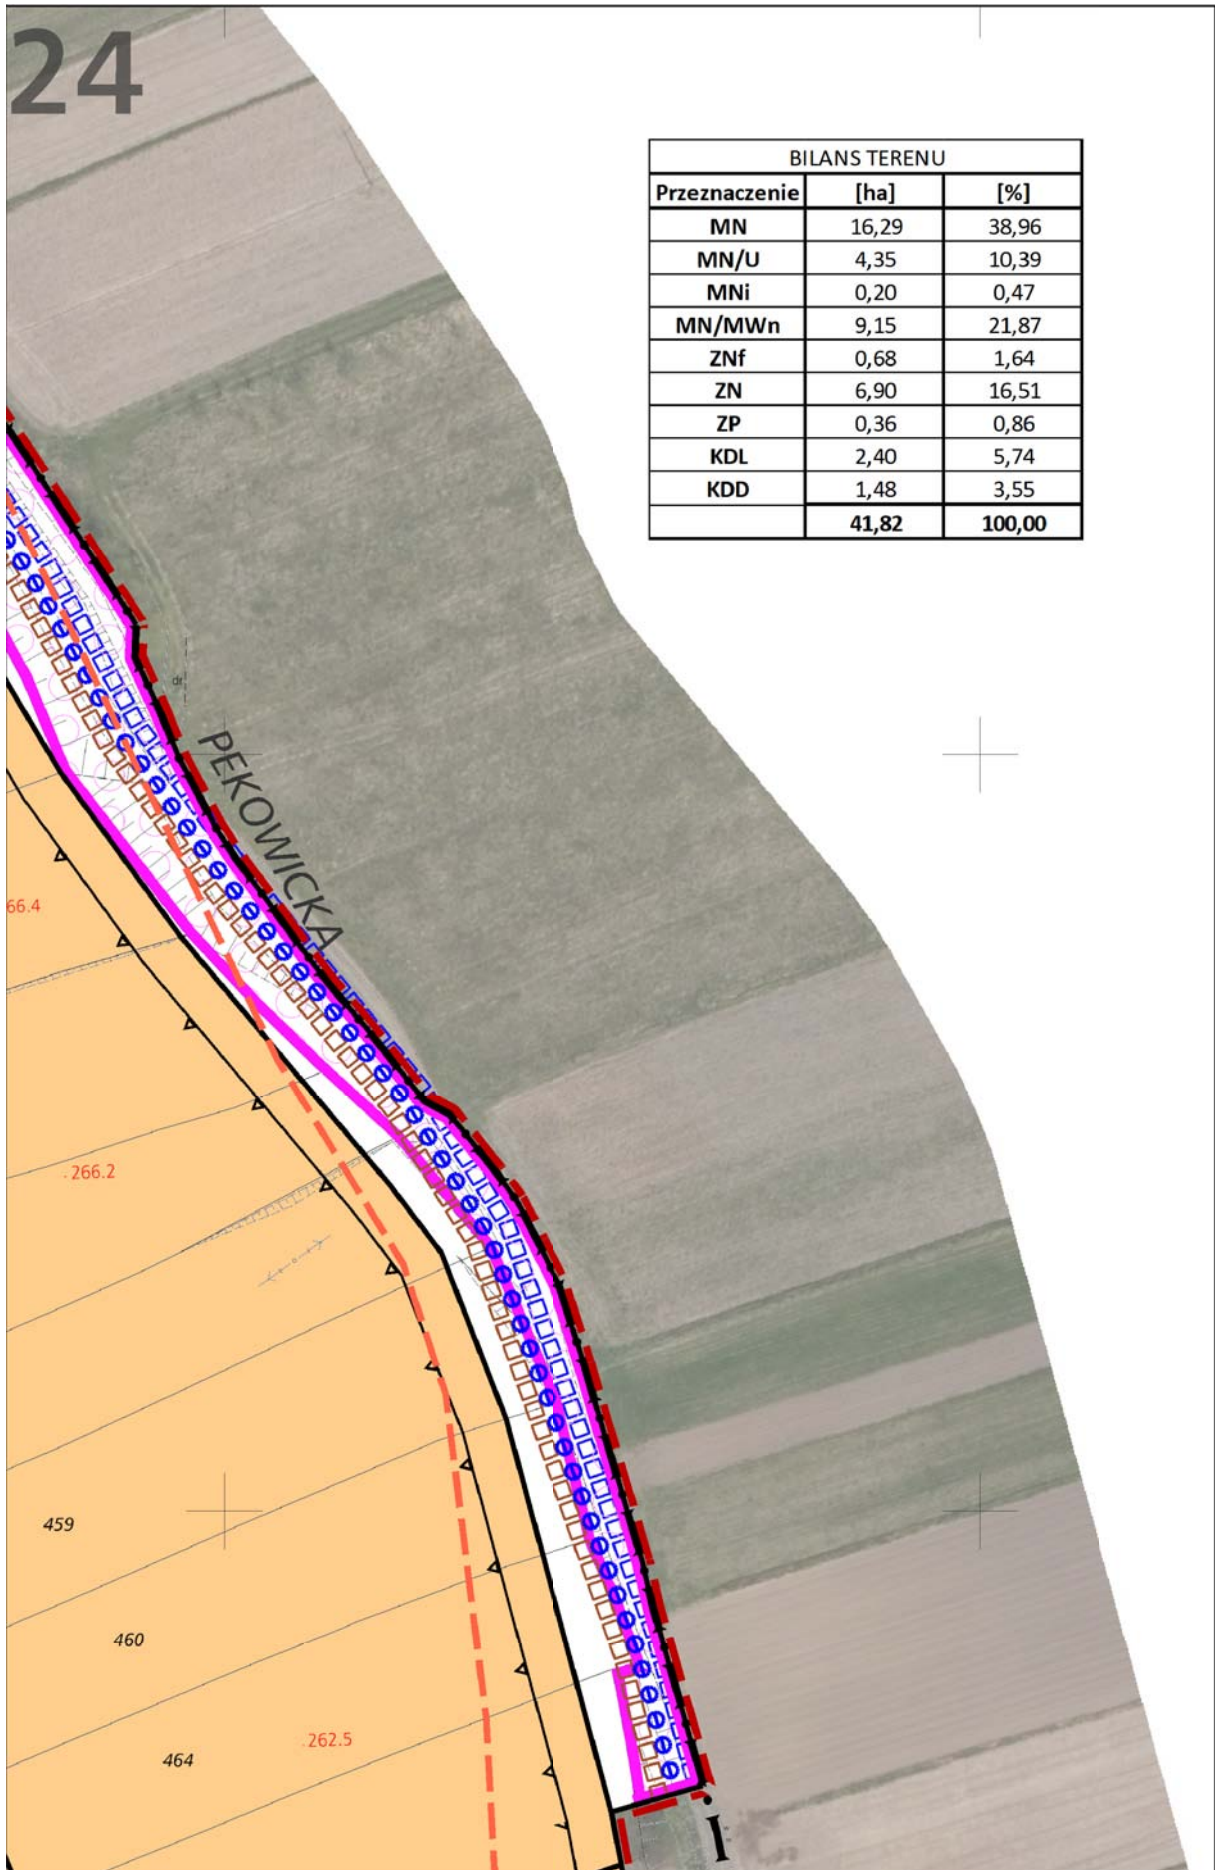 24
BILANS TERENU
Przeznaczenie [ha] [%]
MN 16,29 38,96
MN/U 4,35 10,39
MNi 0,20 0,47
MN/MWn 9,15 21,87
ZNf 0,68 1,64
ZN 6,90 16,51
ZP 0,36 0,86
KDL 2,40 5,74
KDD 1,48 3,55
41,82 100,00
dr
PEKOWICKA
66.4
266.2
459
460
464
262.5
I